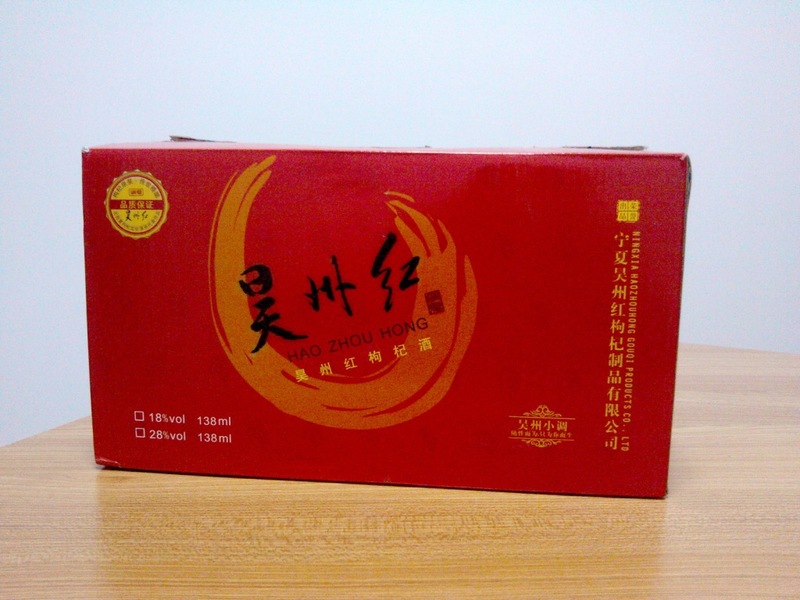 品质保证
昊州红
昊州红
HAO ZHOU HONG
昊州红枸杞酒
18%vol 138ml
28%vol 138ml
昊州小调
宁夏昊州红枸杞制品有限公司
NINGXIA HAOZHOUHONG GOUQI PRODUCTS CO., LTD